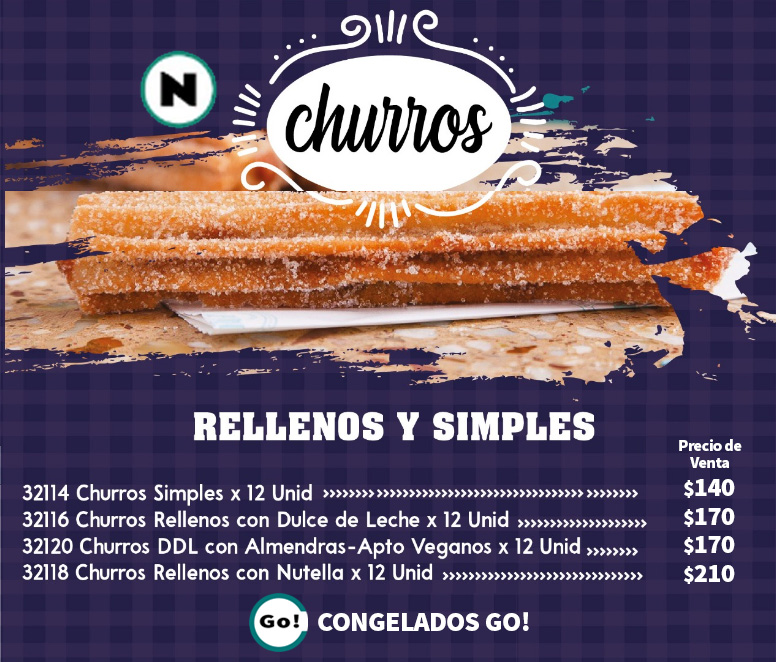 N
churros
RELLENOS Y SIMPLES
Precio de
Venta
32114 Churros Simples x 12 Unid »»»»»»»»»»»»»»»»»»»»»»»» $140
32116 Churros Rellenos con Dulce de Leche x 12 Unid »»»»»»»»»»» $170
32120 Churros DDL con Almendras-Apto Veganos x 12 Unid »»»» $170
32118 Churros Rellenos con Nutella x 12 Unid »»»»»»»»»»»»»»» $210
Go! CONGELADOS GO!